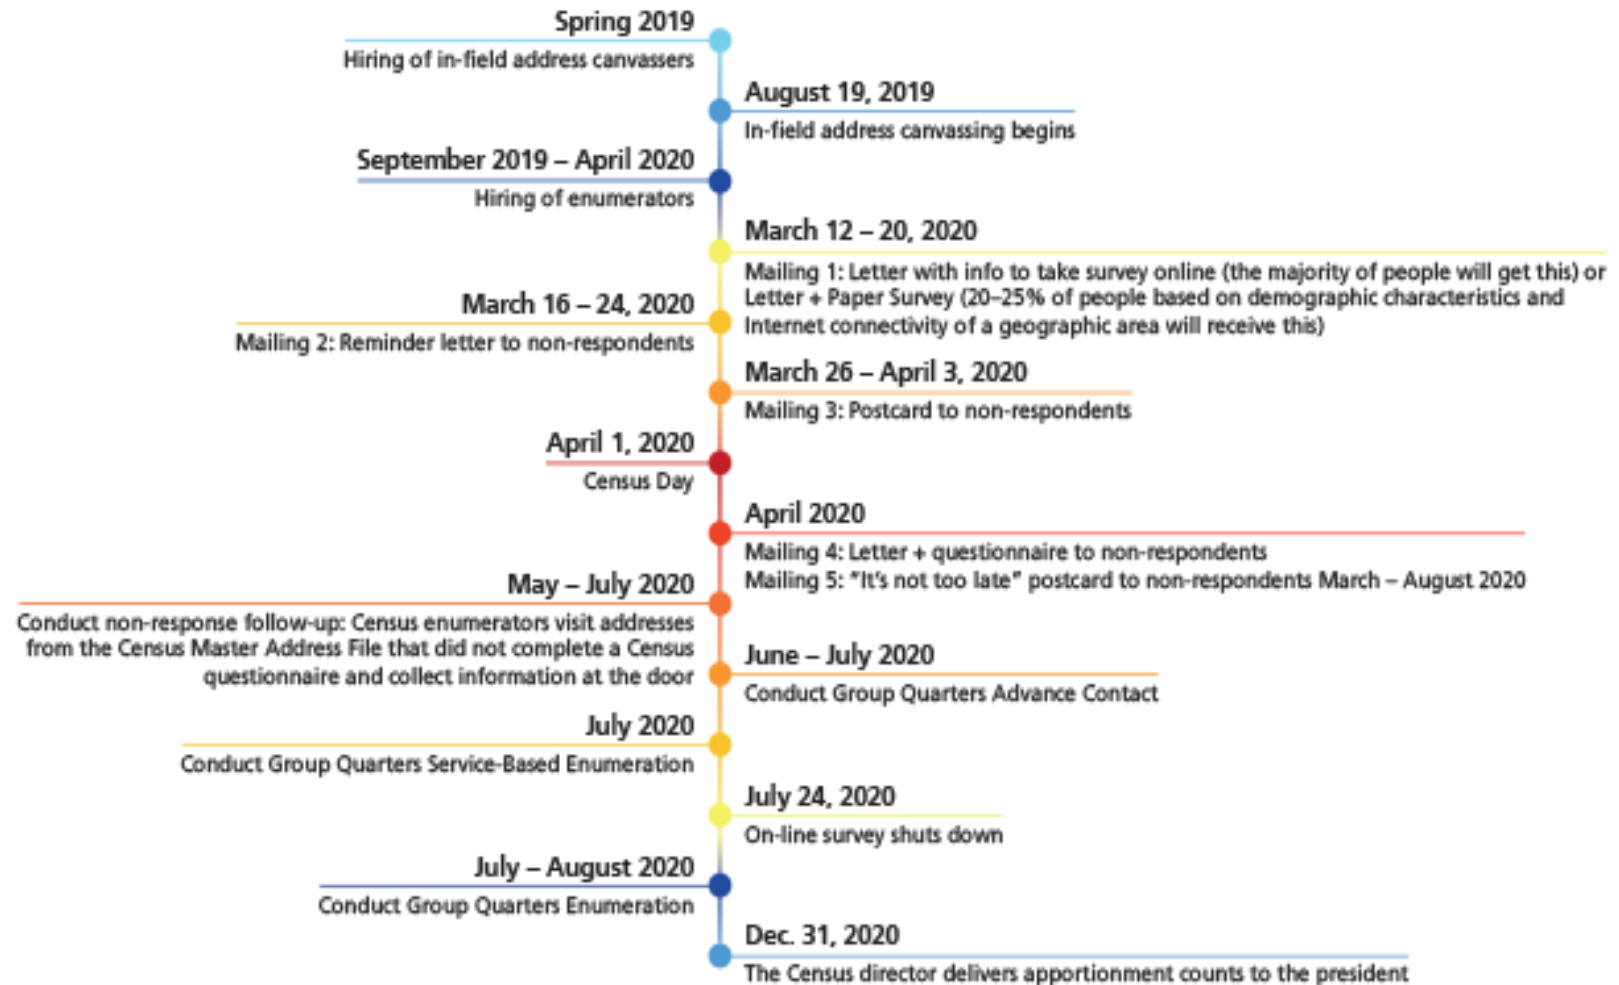 Spring 2019
Hiring of in-field address canvassers
August 19, 2019
In-field address canvassing begins
September 2019 – April 2020
Hiring of enumerators
March 12 – 20, 2020
Mailing 1: Letter with info to take survey online (the majority of people will get this) or
Letter + Paper Survey (20–25% of people based on demographic characteristics and
Internet connectivity of a geographic area will receive this)
March 16 – 24, 2020
Mailing 2: Reminder letter to non-respondents
March 26 – April 3, 2020
Mailing 3: Postcard to non-respondents
April 1, 2020
Census Day
April 2020
Mailing 4: Letter + questionnaire to non-respondents
Mailing 5: “It’s not too late” postcard to non-respondents March – August 2020
May – July 2020
Conduct non-response follow-up: Census enumerators visit addresses
from the Census Master Address File that did not complete a Census
questionnaire and collect information at the door
June – July 2020
Conduct Group Quarters Advance Contact
July 2020
Conduct Group Quarters Service-Based Enumeration
July 24, 2020
On-line survey shuts down
July – August 2020
Conduct Group Quarters Enumeration
Dec. 31, 2020
The Census director delivers apportionment counts to the president